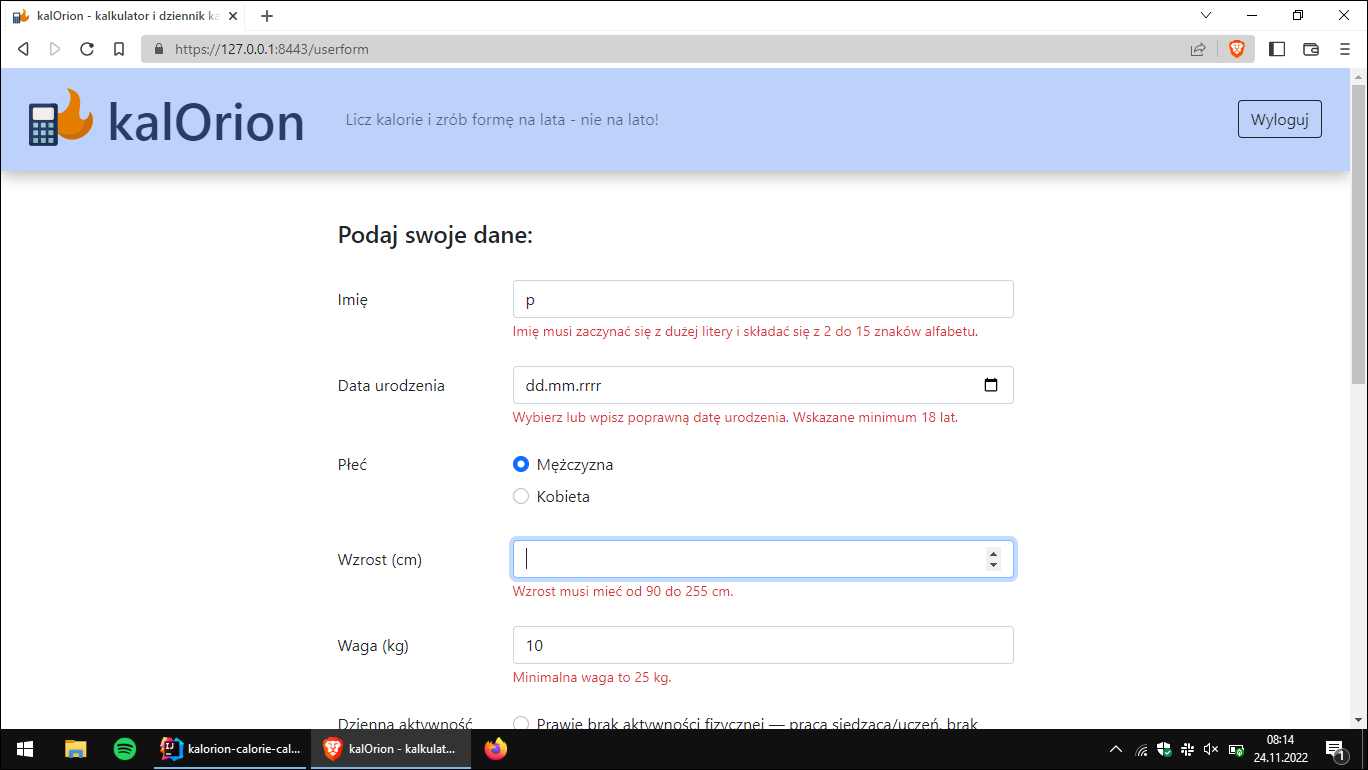 kalOrion - kalkulator i dziennik ka
https://127.0.0.1:8443/userform
kalOrion
Licz kalorie i zrób formę na lata - nie na lato!
Wyloguj
Podaj swoje dane:
Imię
p
Imię musi zaczynać się z dużej litery i składać się z 2 do 15 znaków alfabetu.
Data urodzenia
dd.mm.rrrr
Wybierz lub wpisz poprawną datę urodzenia. Wskazane minimum 18 lat.
Płeć
Mężczyzna
Kobieta
Wzrost (cm)
Wzrost musi mieć od 90 do 255 cm.
Waga (kg)
10
Minimalna waga to 25 kg.
Dzienna aktywność
Prawie brak aktywności fizycznej — praca siedząca/uczeń, brak
kalorion-calorie-cal...
kalOrion - kalkulat...
08:14
24.11.2022
1